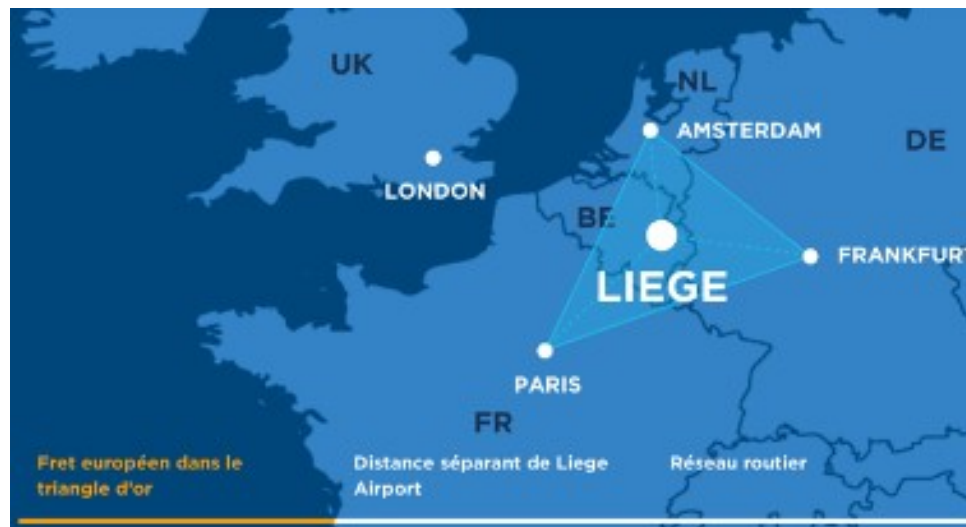 UK
NL
AMSTERDAM
DE
LONDON
BE
FRANKFURT
LIEGE
PARIS
FR
Fret européen dans le
triangle d'or
Distance séparant de Liege
Airport
Réseau routier